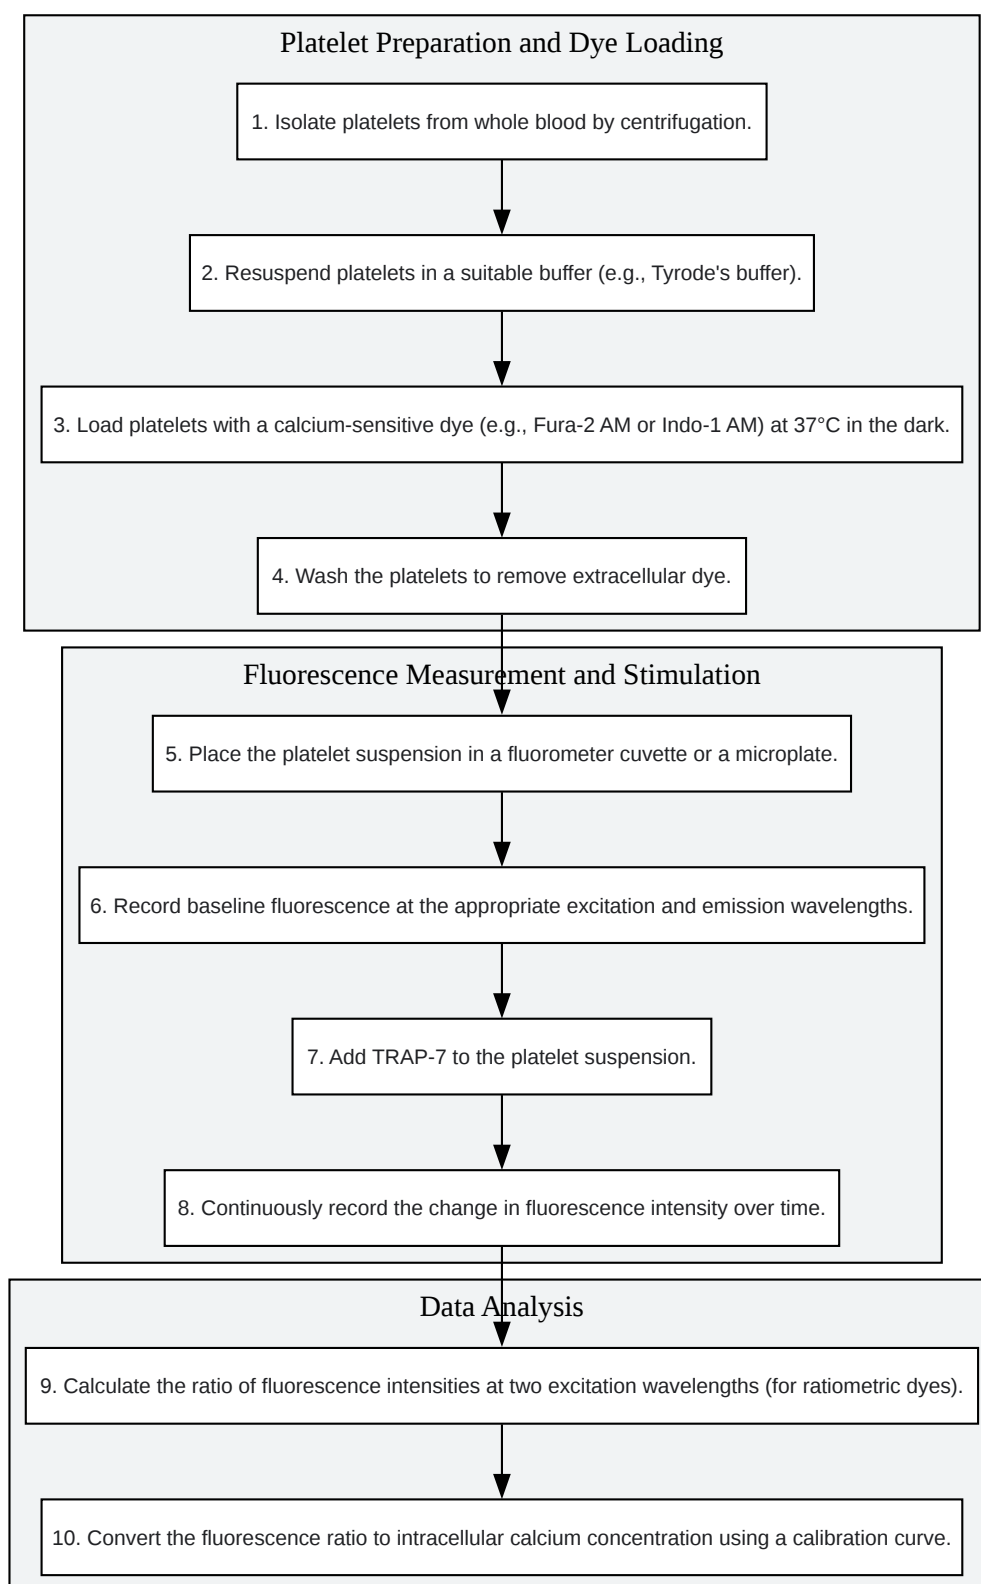 Platelet Preparation and Dye Loading
1. Isolate platelets from whole blood by centrifugation.
2. Resuspend platelets in a suitable buffer (e.g., Tyrode's buffer).
3. Load platelets with a calcium-sensitive dye (e.g., Fura-2 AM or Indo-1 AM) at 37°C in the dark.
4. Wash the platelets to remove extracellular dye.
Fluorescence Measurement and Stimulation
5. Place the platelet suspension in a fluorometer cuvette or a microplate.
6. Record baseline fluorescence at the appropriate excitation and emission wavelengths.
7. Add TRAP-7 to the platelet suspension.
8. Continuously record the change in fluorescence intensity over time.
Data Analysis
9. Calculate the ratio of fluorescence intensities at two excitation wavelengths (for ratiometric dyes).
10. Convert the fluorescence ratio to intracellular calcium concentration using a calibration curve.